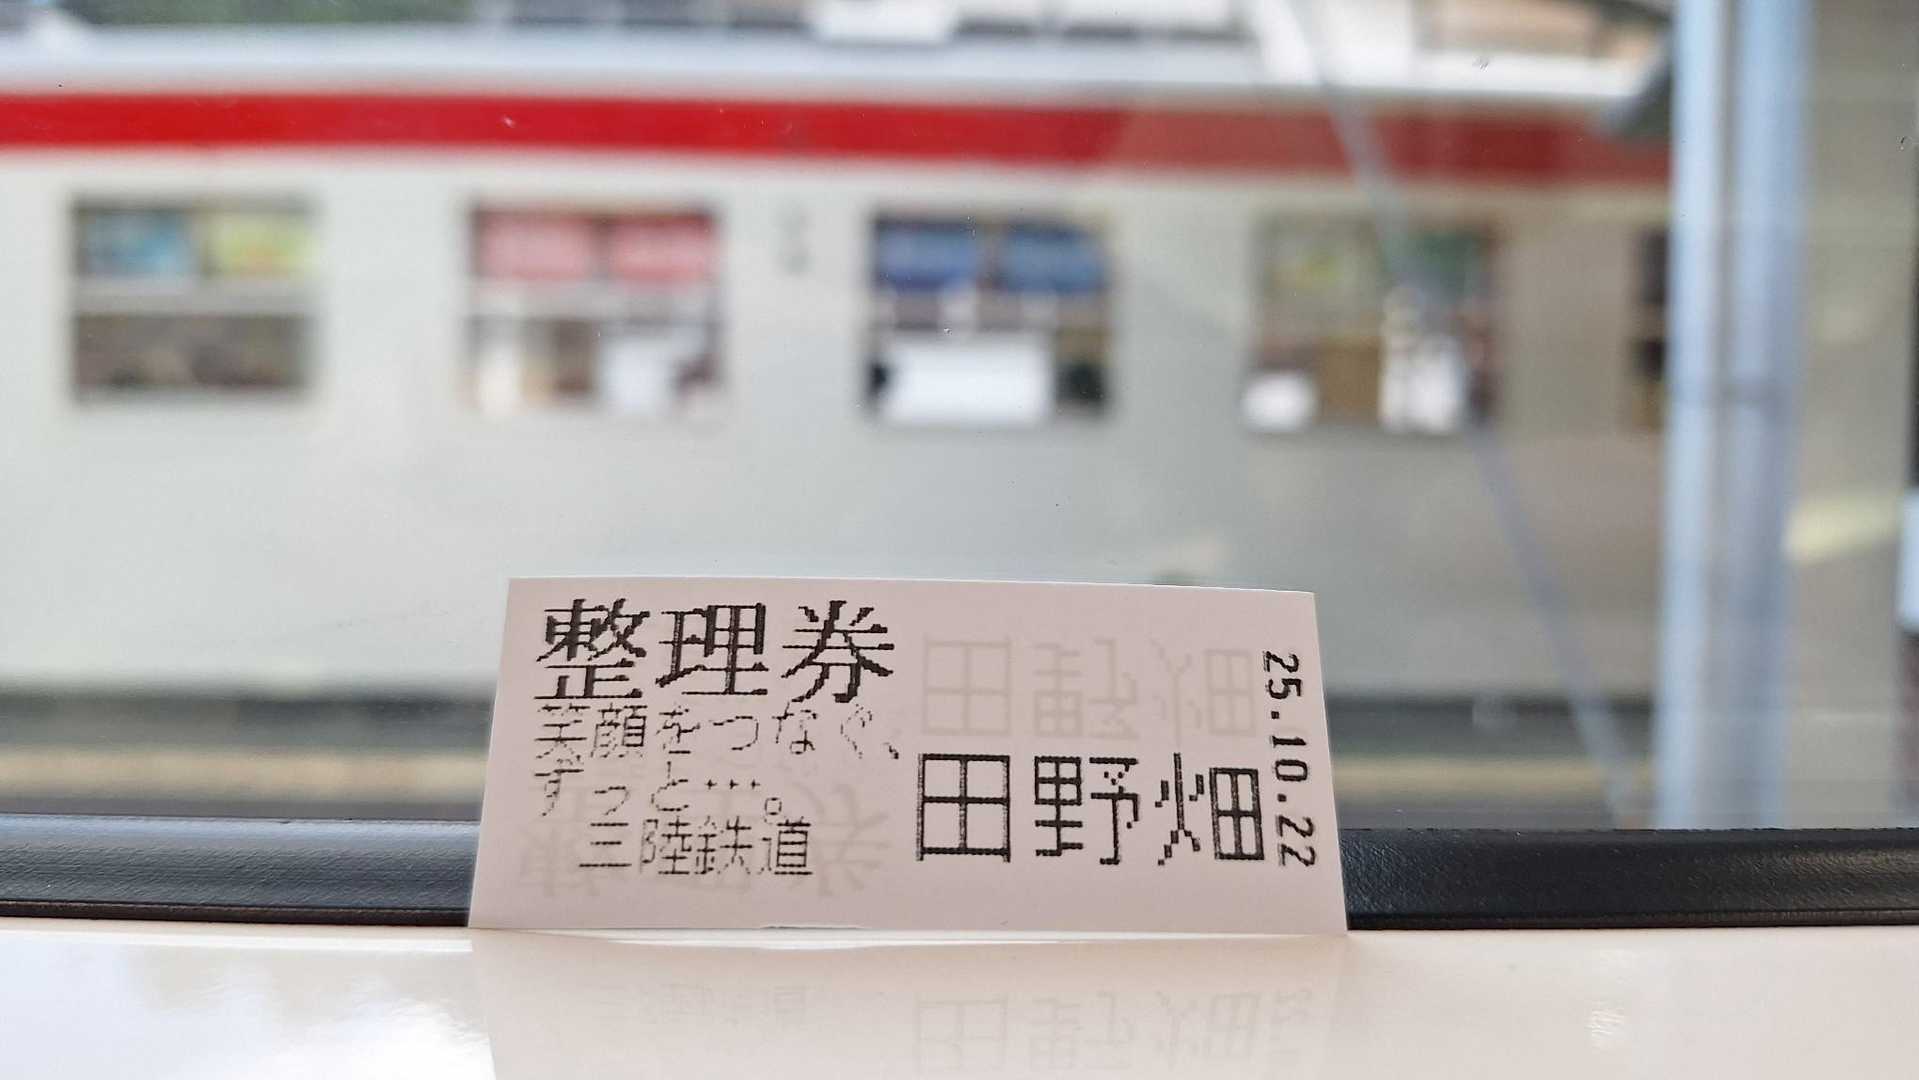 整理券
笑顔をつなぐ、
ずっと…。
三陸鉄道
田野畑
25.10.22